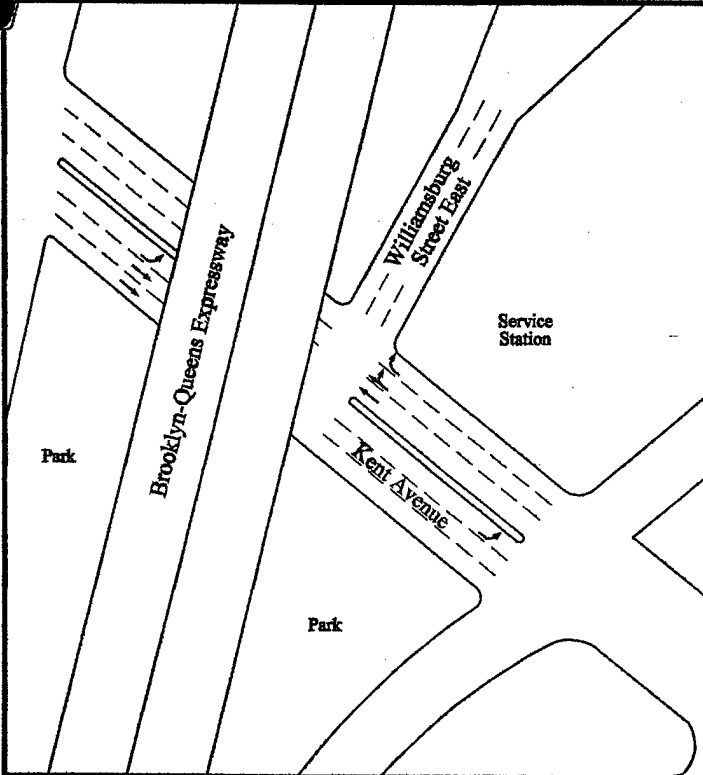 Williamsburg
Street East
Brooklyn-Queens Expressway
Service
Station
Park
Kent Avenue
Park